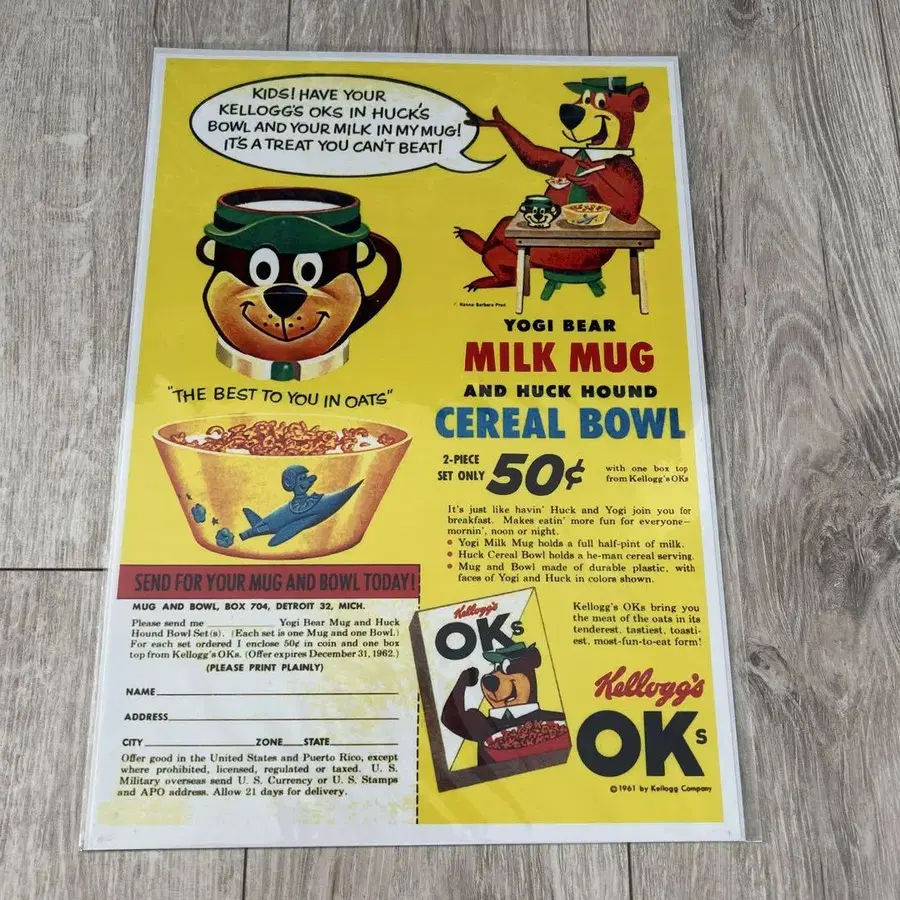 KIDS! HAVE YOUR
KELLOGG'S OKS IN HUCK'S
BOWL AND YOUR MILK IN MY MUG!
IT'S A TREAT YOU CAN'T BEAT!
© Hanna-Barbera Prod.
YOGI BEAR
MILK MUG
AND HUCK HOUND
CEREAL BOWL
"THE BEST TO YOU IN OATS"
2-PIECE
SET ONLY 50¢
with one box top
from Kellogg's OKs
It's just like havin' Huck and Yogi join you for
breakfast. Makes eatin' more fun for everyone—
mornin', noon or night.
• Yogi Milk Mug holds a full half-pint of milk.
• Huck Cereal Bowl holds a he-man cereal serving.
• Mug and Bowl made of durable plastic, with
faces of Yogi and Huck in colors shown.
SEND FOR YOUR MUG AND BOWL TODAY!
MUG AND BOWL, BOX 704, DETROIT 32, MICH.
Please send me ____________ Yogi Bear Mug and Huck
Hound Bowl Set(s). (Each set is one Mug and one Bowl.)
For each set ordered I enclose 50¢ in coin and one box
top from Kellogg's OKs. (Offer expires December 31, 1962.)
(PLEASE PRINT PLAINLY)
NAME
ADDRESS
CITY ZONE STATE
Offer good in the United States and Puerto Rico, except
where prohibited, licensed, regulated or taxed. U. S.
Military overseas send U. S. Currency or U. S. Stamps
and APO address. Allow 21 days for delivery.
Kellogg's
OKs
Kellogg's OKs bring you
the meat of the oats in its
tenderest, tastiest, toasti-
est, most-fun-to-eat form!
Kellogg's
OKs
© 1961 by Kellogg Company